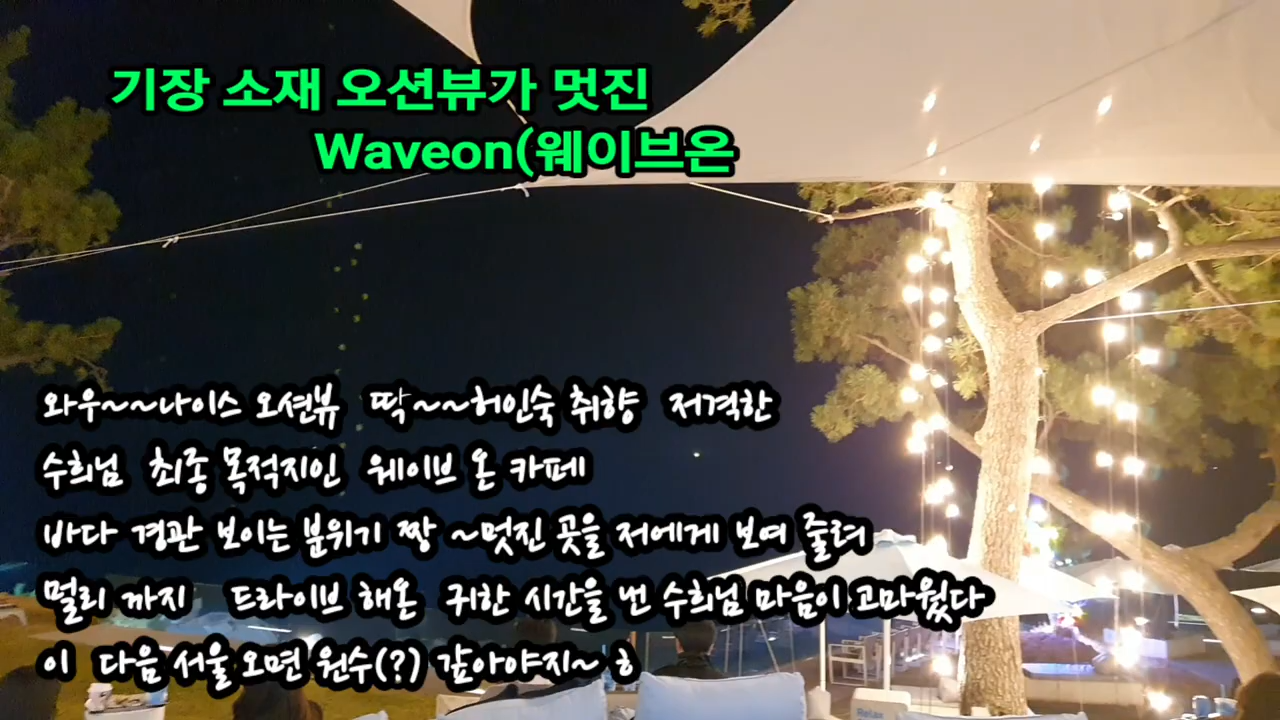 기장 소재 오션뷰가 멋진
Waveon(웨이브온
와우~~나이스 오션뷰 딱~~허인숙 취향 저격한
수희님 최종 목적지인 웨이브 온 카페
바다 경관 보이는 분위기 짱 ~멋진 곳을 저에게 보여 줄려
멀리 까지 드라이브 해온 귀한 시간을 번 수희님 마음이 고마웠다
이 다음 서울 오면 원수(?) 갚아야지~ ㅎ
Relax